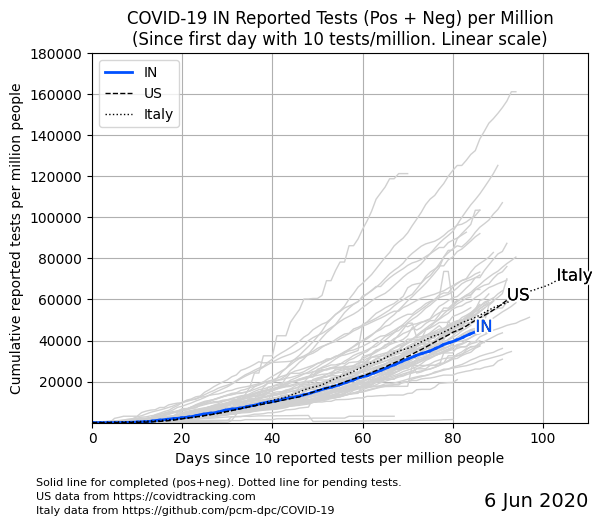 COVID-19 IN Reported Tests (Pos + Neg) per Million
(Since first day with 10 tests/million. Linear scale)
Cumulative reported tests per million people
180000
160000
140000
120000
100000
80000
60000
40000
20000
IN
US
Italy
Italy
US
IN
0
20
40
60
80
100
Days since 10 reported tests per million people
Solid line for completed (pos+neg). Dotted line for pending tests.
US data from https://covidtracking.com
Italy data from https://github.com/pcm-dpc/COVID-19
6 Jun 2020